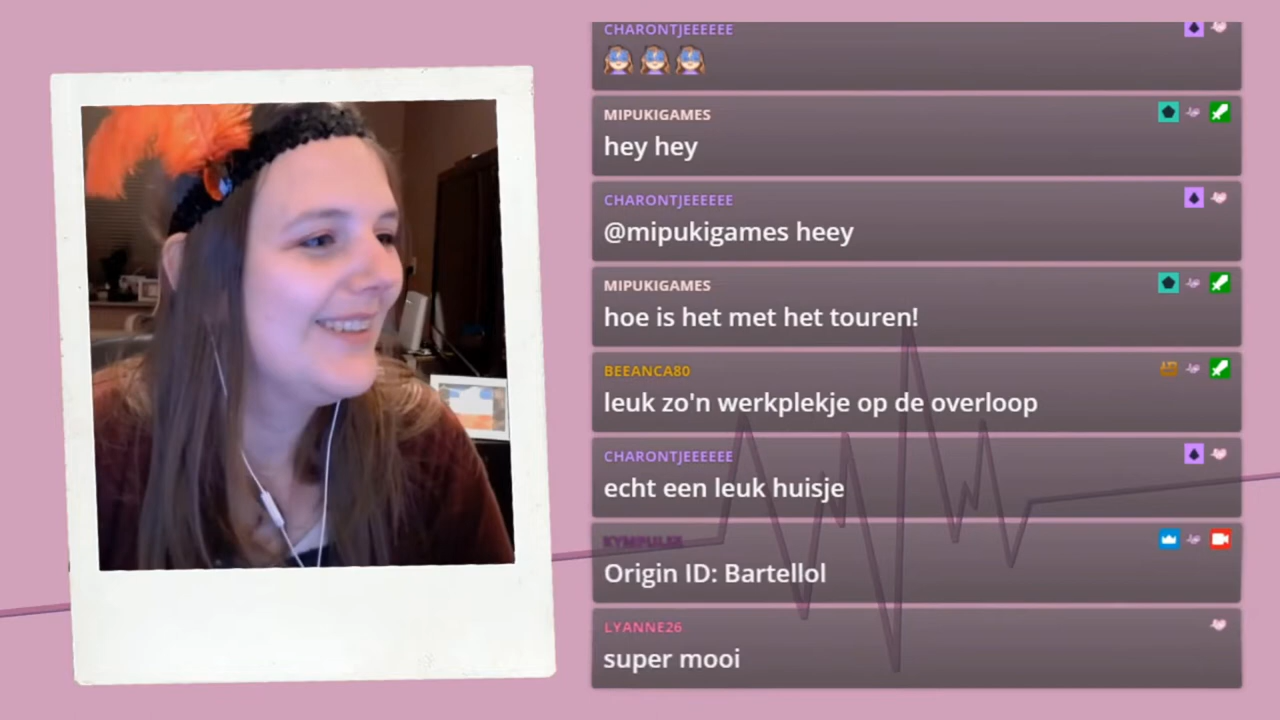 CHARONTJEEEEEE
MIPUKIGAMES
hey hey
CHARONTJEEEEEE
@mipukigames heey
MIPUKIGAMES
hoe is het met het touren!
BEEANCA80
leuk zo'n werkplekje op de overloop
CHARONTJEEEEEE
echt een leuk huisje
KYMPULSE
Origin ID: Bartellol
LYANNE26
super mooi